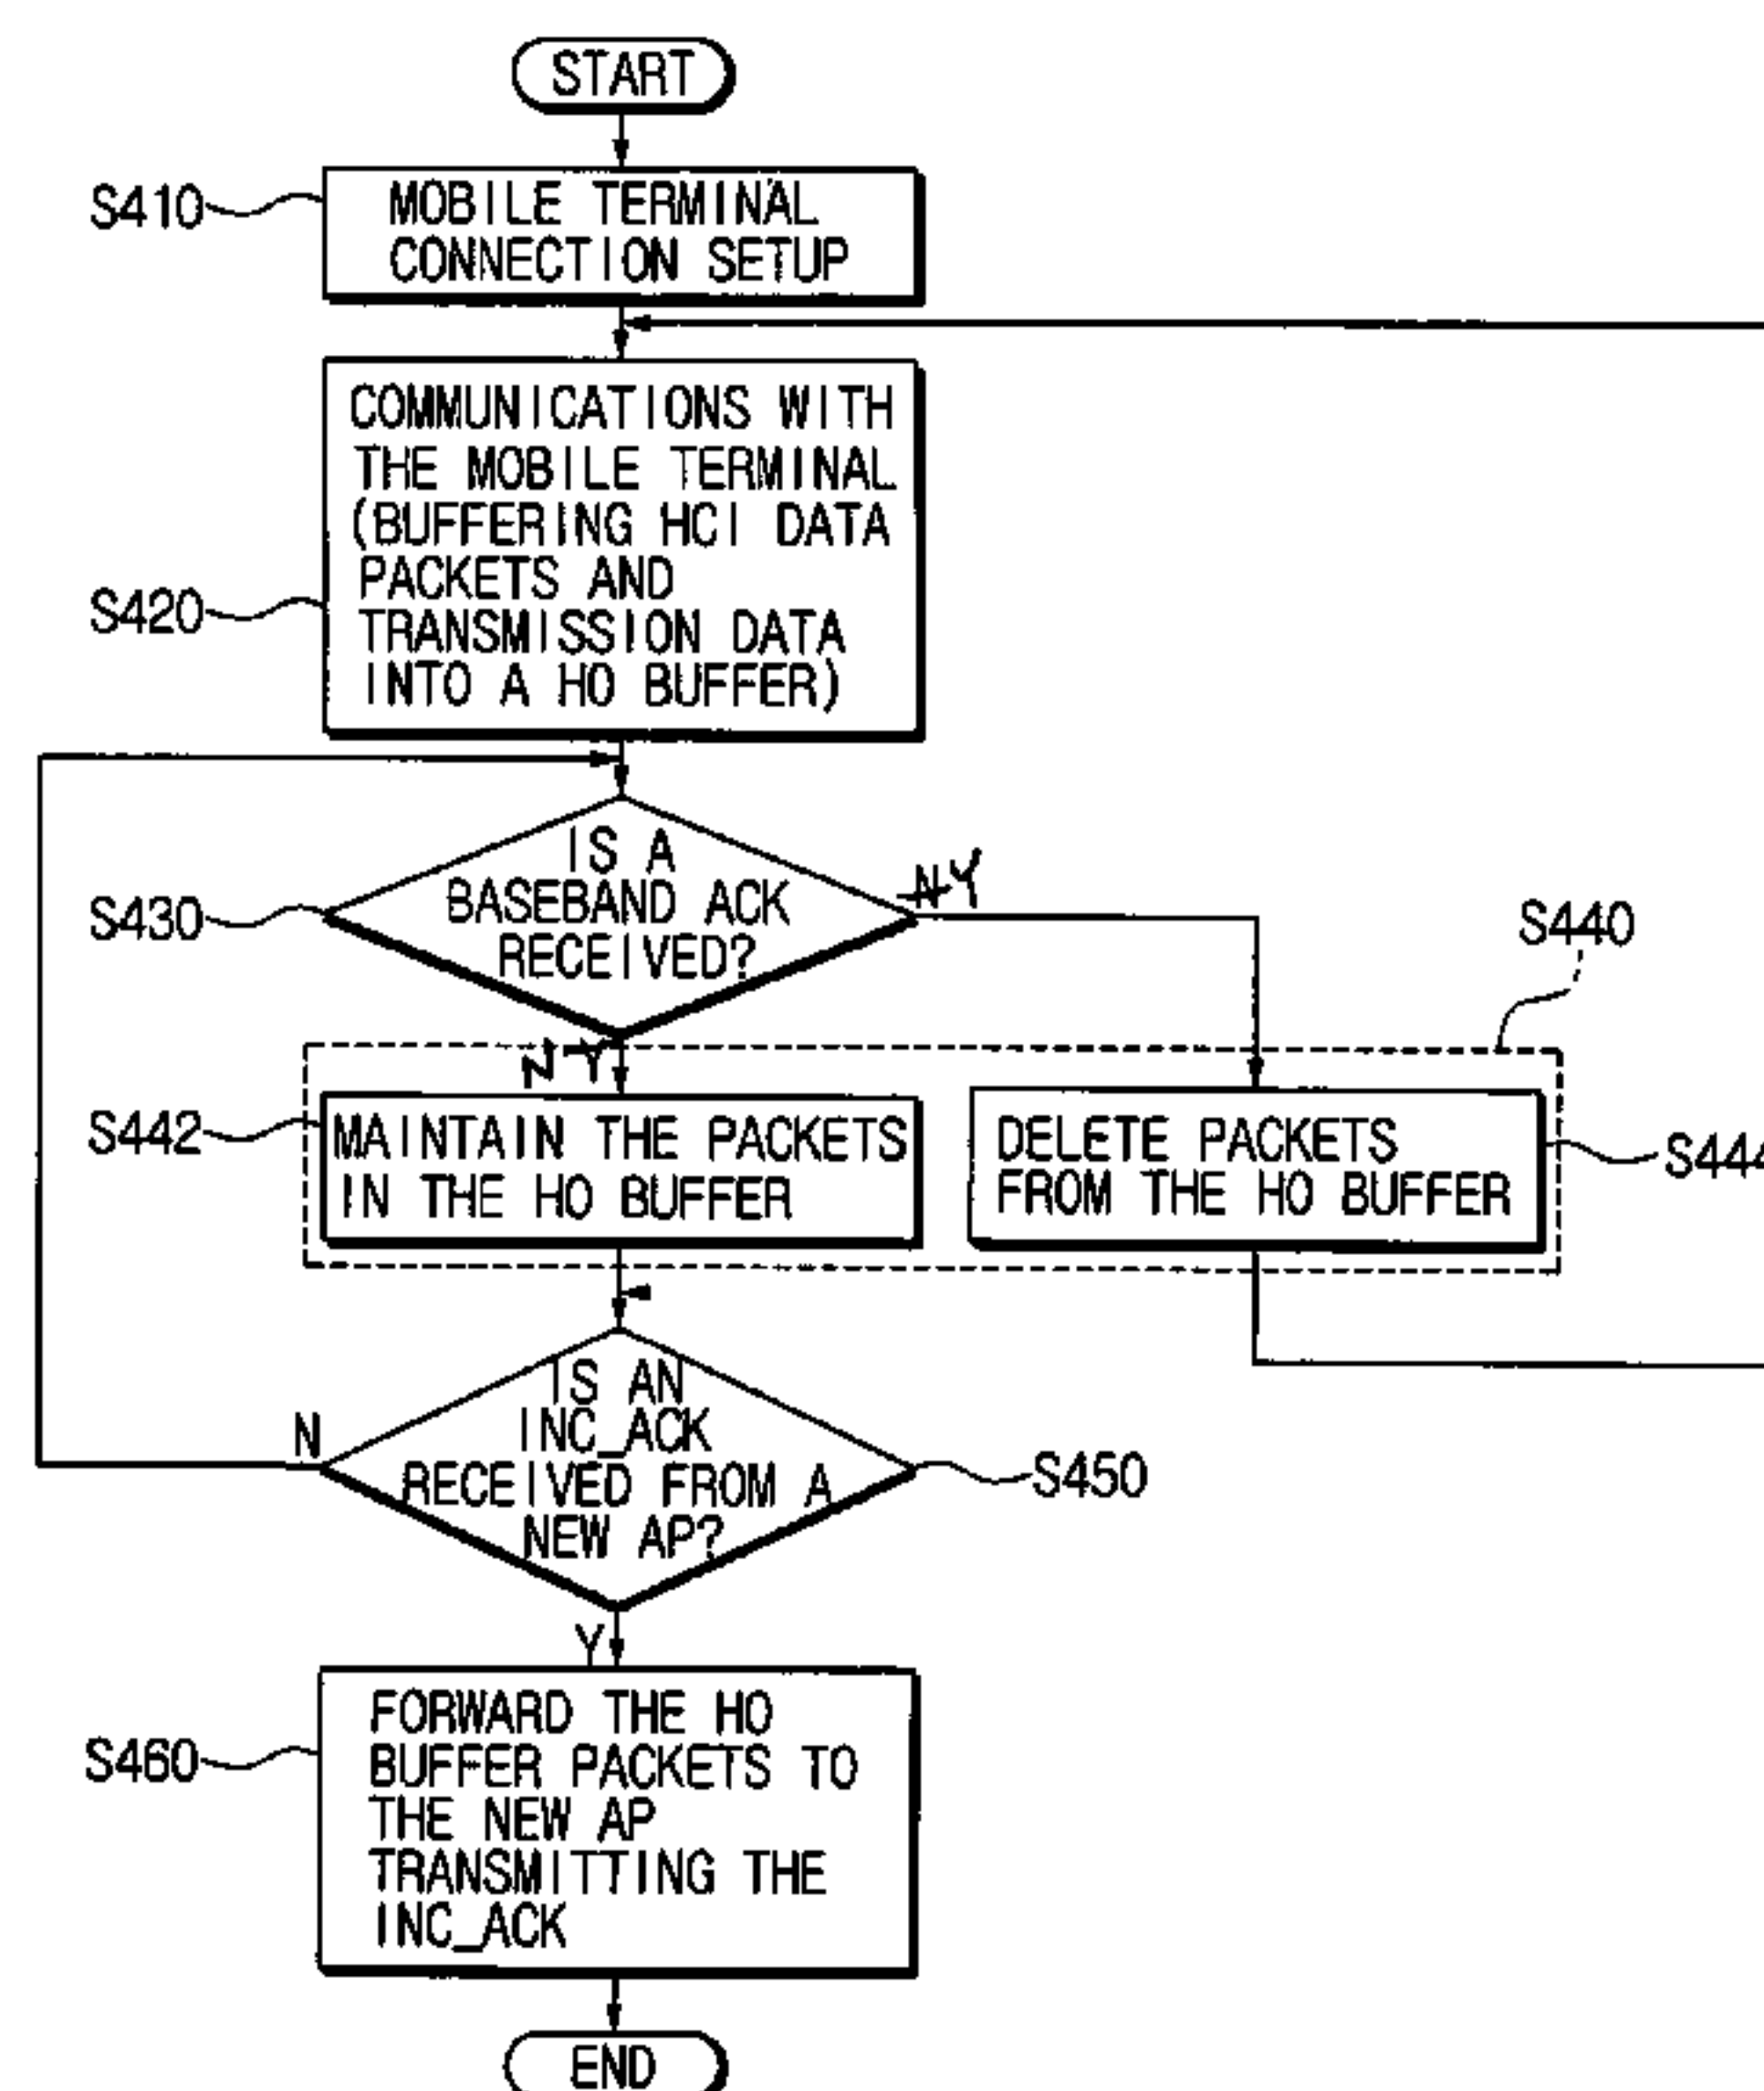 START
S410
MOBILE TERMINAL
CONNECTION SETUP
S420
COMMUNICATIONS WITH
THE MOBILE TERMINAL
(BUFFERING HCI DATA
PACKETS AND
TRANSMISSION DATA
INTO A HO BUFFER)
S430
IS A
BASEBAND ACK
RECEIVED?
N Y
S440
N Y
S442
MAINTAIN THE PACKETS
IN THE HO BUFFER
DELETE PACKETS
FROM THE HO BUFFER
S444
IS AN
INC_ACK
RECEIVED FROM A
NEW AP?
N
S450
Y
S460
FORWARD THE HO
BUFFER PACKETS TO
THE NEW AP
TRANSMITTING THE
INC_ACK
END